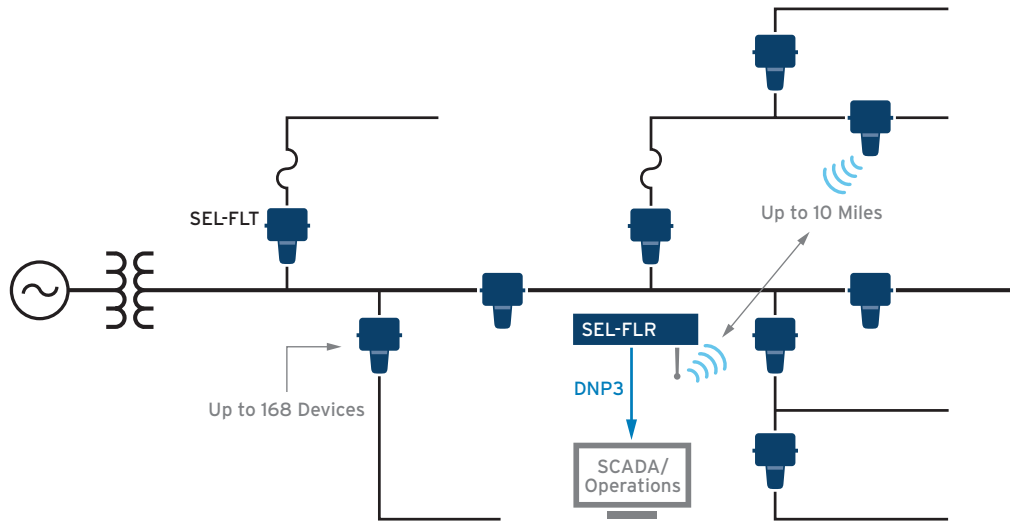 SEL-FLT
Up to 10 Miles
SEL-FLR
DNP3
Up to 168 Devices
SCADA/
Operations